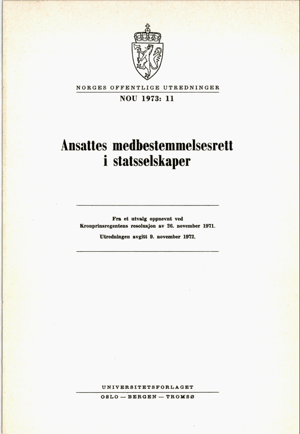 NORGES OFFENTLIGE UTREDNINGER
NOU 1973: 11
Ansattes medbestemmelsesrett
i statsselskaper
Fra et utvalg oppnevnt ved
Kronprinsregentens resolusjon av 26. november 1971.
Utredningen avgitt 9. november 1972.
UNIVERSITETSFORLAGET
OSLO — BERGEN — TROMSØ